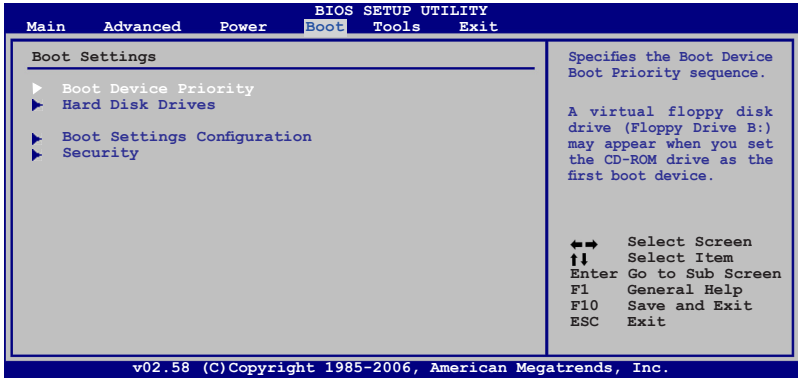 BIOS SETUP UTILITY
Main Advanced Power Boot Tools Exit
Boot Settings
Boot Device Priority
Hard Disk Drives
Boot Settings Configuration
Security
Specifies the Boot Device
Boot Priority sequence.
A virtual floppy disk
drive (Floppy Drive B:)
may appear when you set
the CD-ROM drive as the
first boot device.
Select Screen
Select Item
Enter Go to Sub Screen
F1 General Help
F10 Save and Exit
ESC Exit
v02.58 (C)Copyright 1985-2006, American Megatrends, Inc.